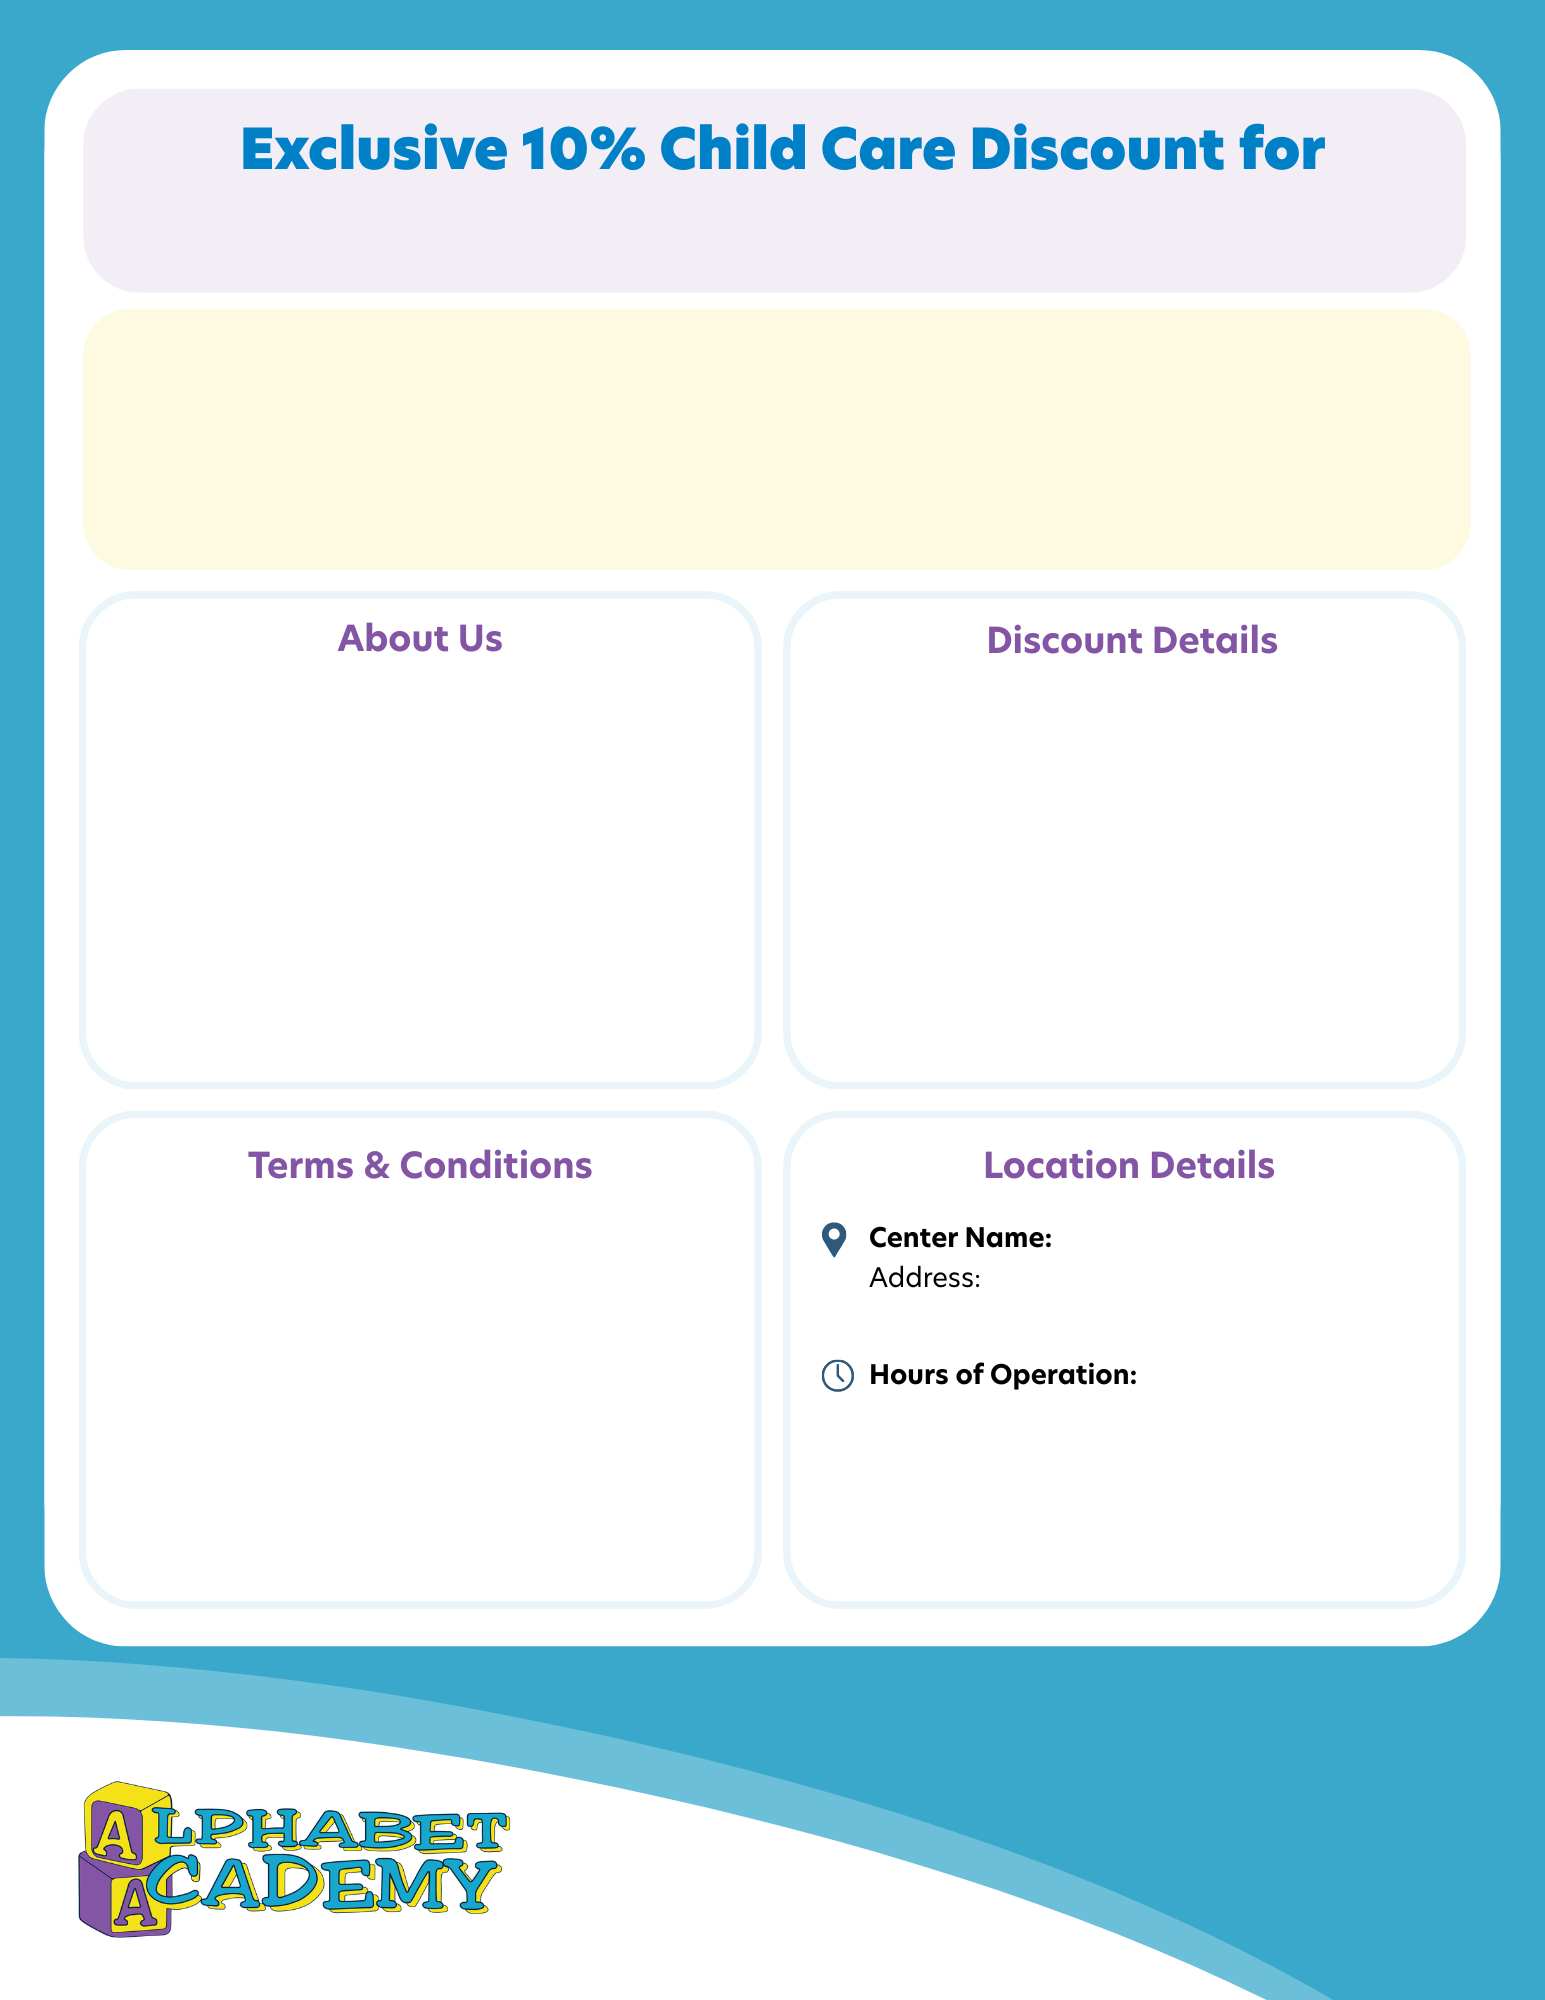 Exclusive 10% Child Care Discount for
About Us
Discount Details
Terms & Conditions
Location Details
Center Name:
Address:
Hours of Operation:
ALPHABET
ACADEMY